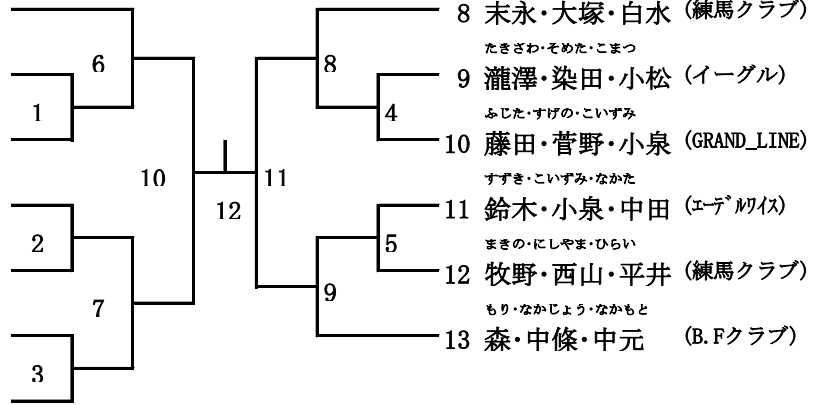 8 末永・大塚・白水 (練馬クラブ)
たきざわ・そめた・こまつ
9 瀧澤・染田・小松 (イーグル)
ふじた・すげの・こいずみ
10 藤田・菅野・小泉 (GRAND_LINE)
すずき・こいずみ・なかた
11 鈴木・小泉・中田 (エーデルワイス)
まきの・にしやま・ひらい
12 牧野・西山・平井 (練馬クラブ)
もり・なかじょう・なかもと
13 森・中條・中元 (B.Fクラブ)
6
8
1
4
10
11
12
2
5
7
9
3